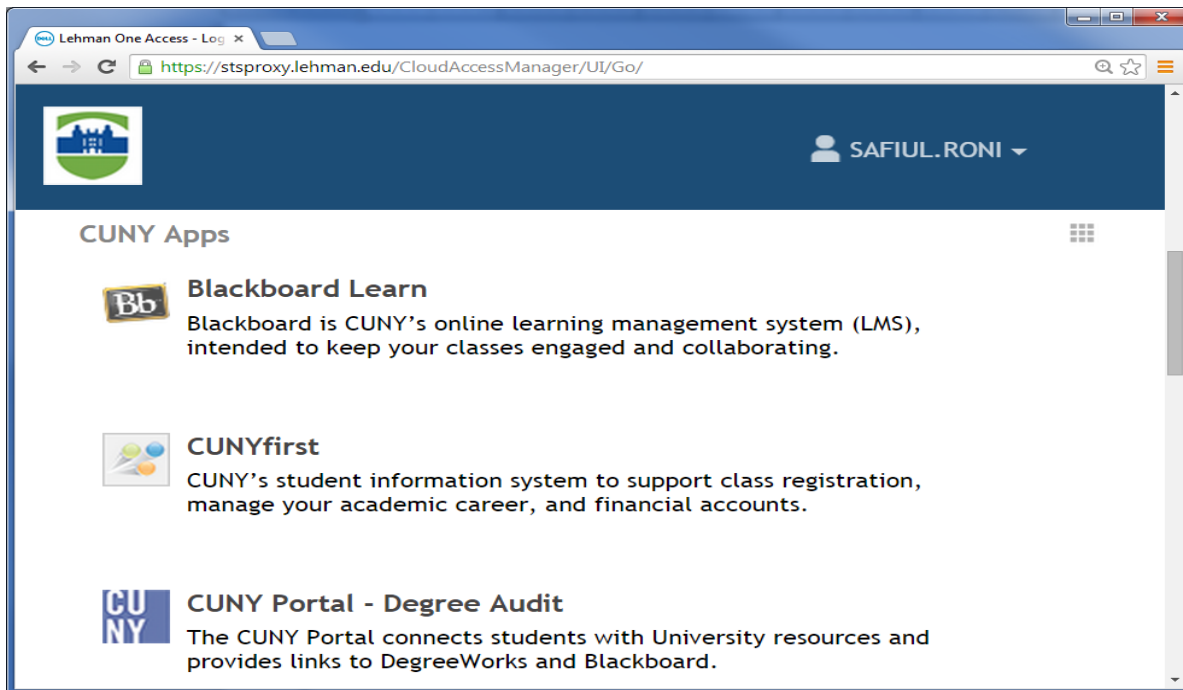 Lehman One Access - Log
https://stsproxy.lehman.edu/CloudAccessManager/UI/Go/
SAFIUL.RONI
CUNY Apps
Bb
Blackboard Learn
Blackboard is CUNY's online learning management system (LMS),
intended to keep your classes engaged and collaborating.
CUNYfirst
CUNY's student information system to support class registration,
manage your academic career, and financial accounts.
CU
NY
CUNY Portal - Degree Audit
The CUNY Portal connects students with University resources and
provides links to DegreeWorks and Blackboard.